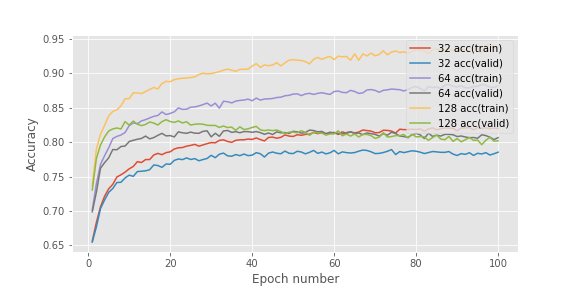 0.95
0.90
0.85
0.80
0.75
0.70
0.65
Accuracy
0 20 40 60 80 100
Epoch number
32 acc(train)
32 acc(valid)
64 acc(train)
64 acc(valid)
128 acc(train)
128 acc(valid)